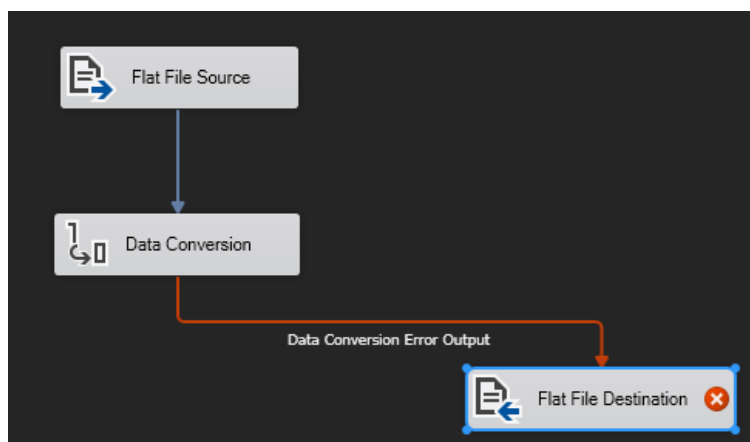 Flat File Source
Data Conversion
Data Conversion Error Output
Flat File Destination